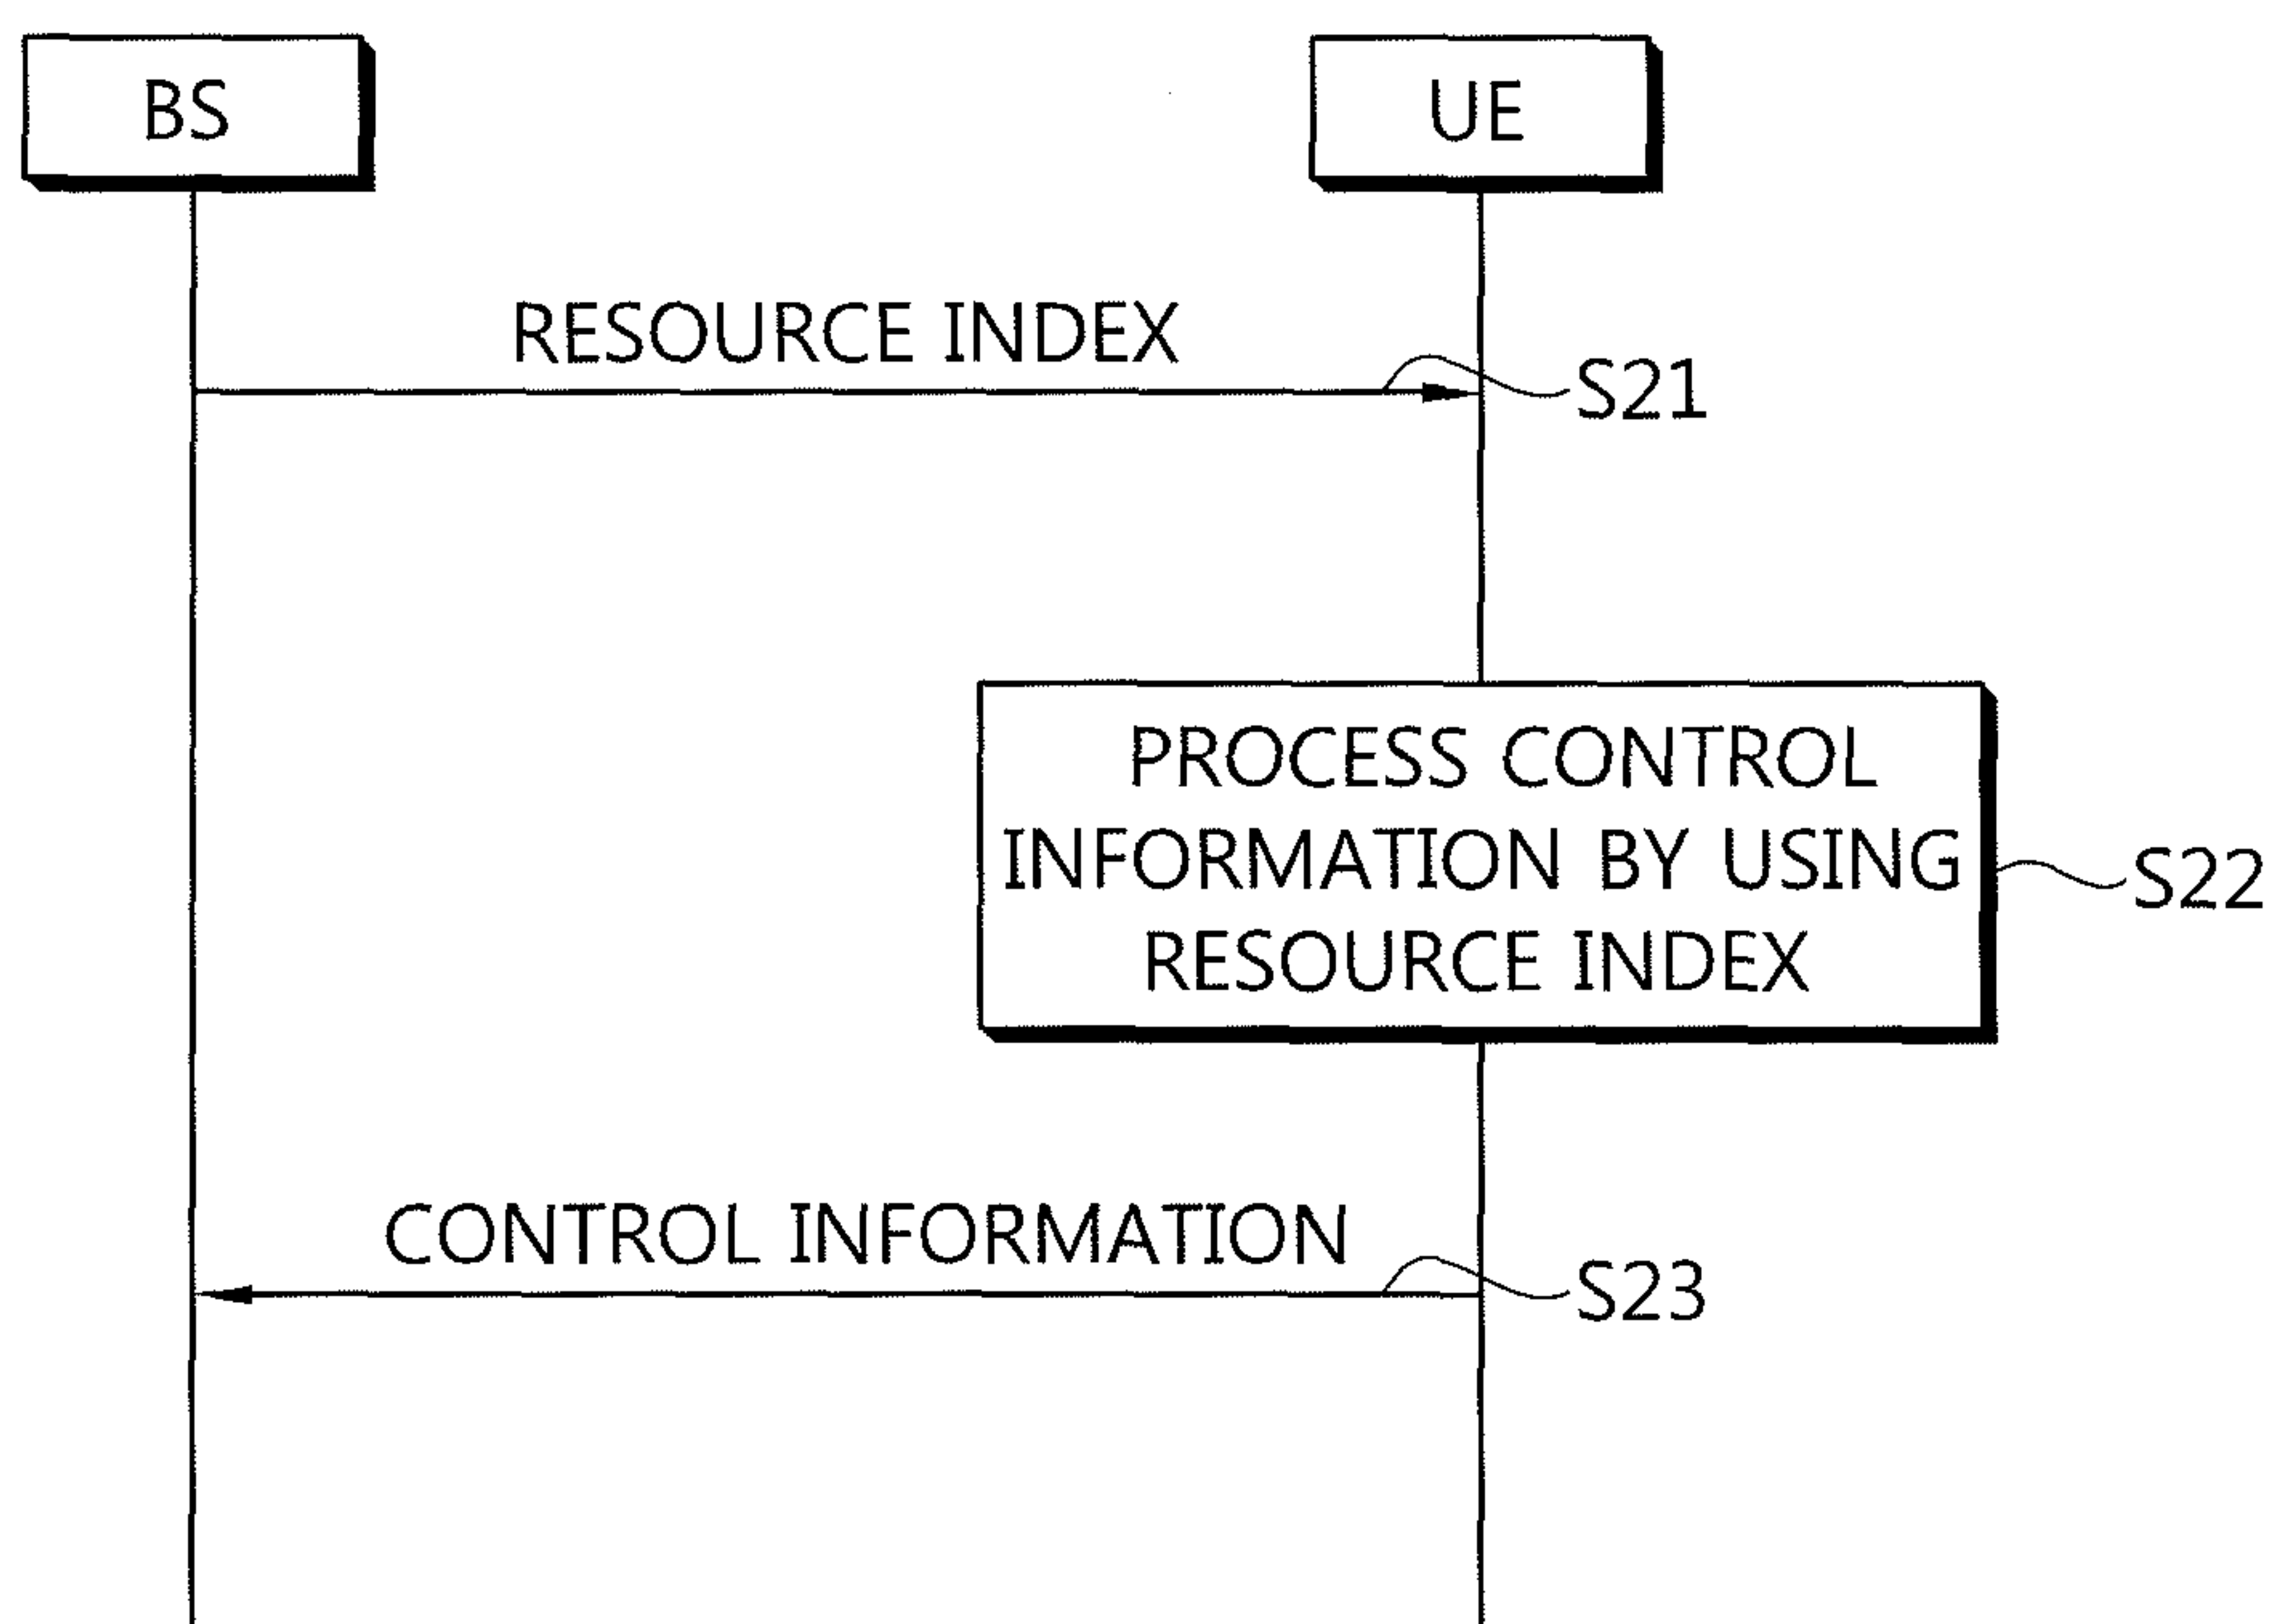 BS
UE
RESOURCE INDEX
S21
PROCESS CONTROL
INFORMATION BY USING
RESOURCE INDEX
S22
CONTROL INFORMATION
S23